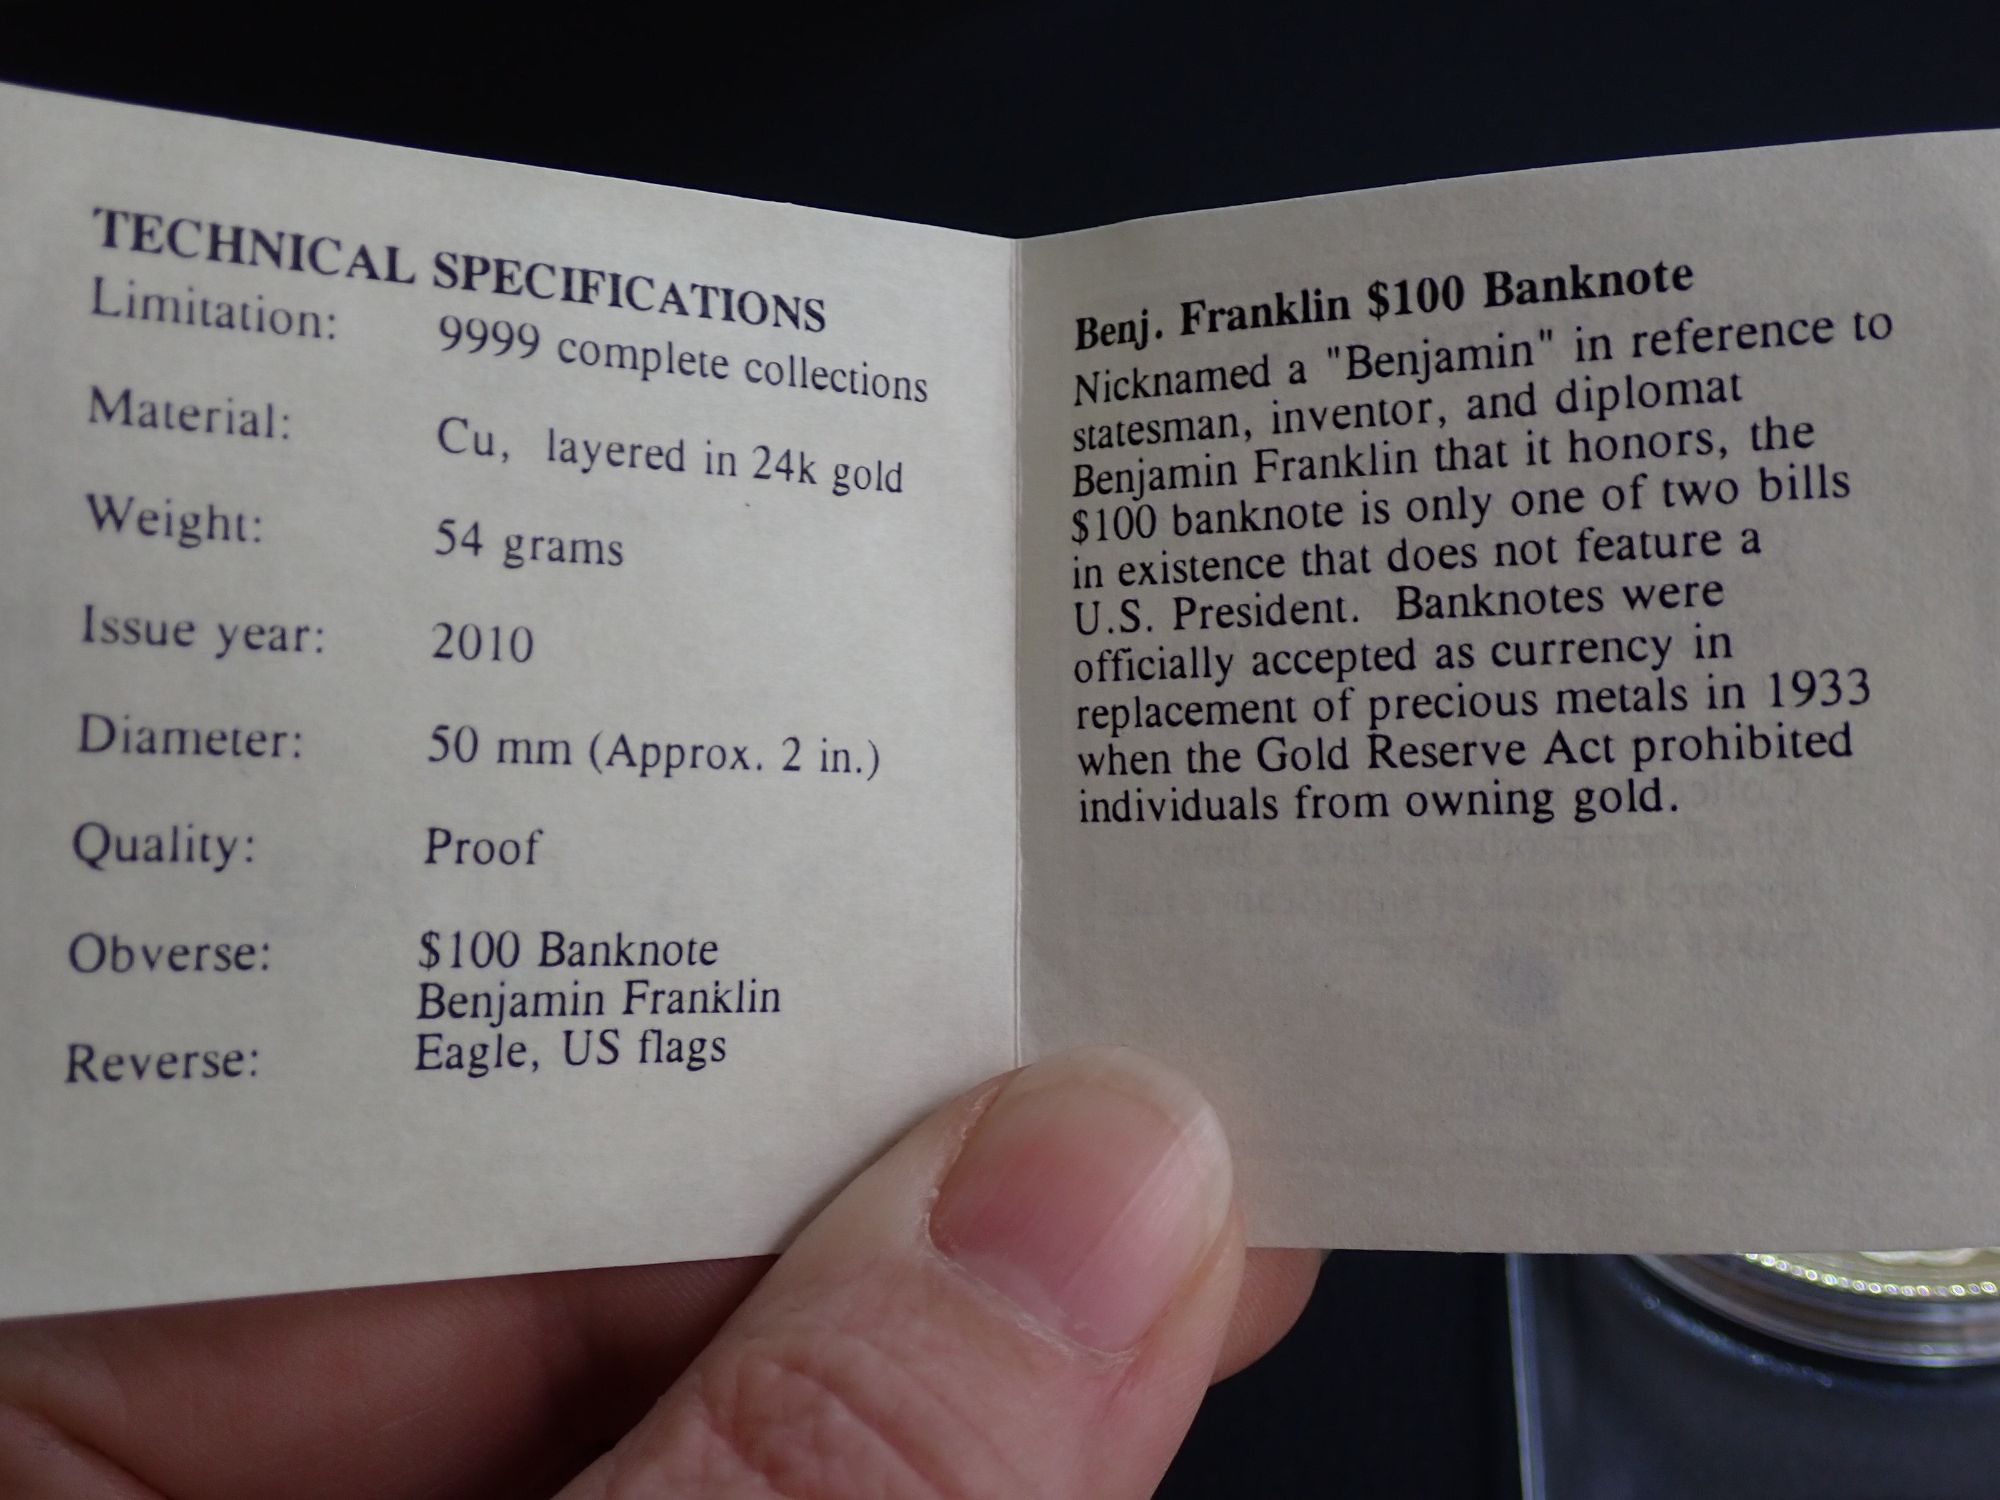 TECHNICAL SPECIFICATIONS
Limitation: 9999 complete collections
Material: Cu, layered in 24k gold
Weight: 54 grams
Issue year: 2010
Diameter: 50 mm (Approx. 2 in.)
Quality: Proof
Obverse: $100 Banknote
Benjamin Franklin
Reverse: Eagle, US flags
Benj. Franklin $100 Banknote
Nicknamed a "Benjamin" in reference to
statesman, inventor, and diplomat
Benjamin Franklin that it honors, the
$100 banknote is only one of two bills
in existence that does not feature a
U.S. President. Banknotes were
officially accepted as currency in
replacement of precious metals in 1933
when the Gold Reserve Act prohibited
individuals from owning gold.